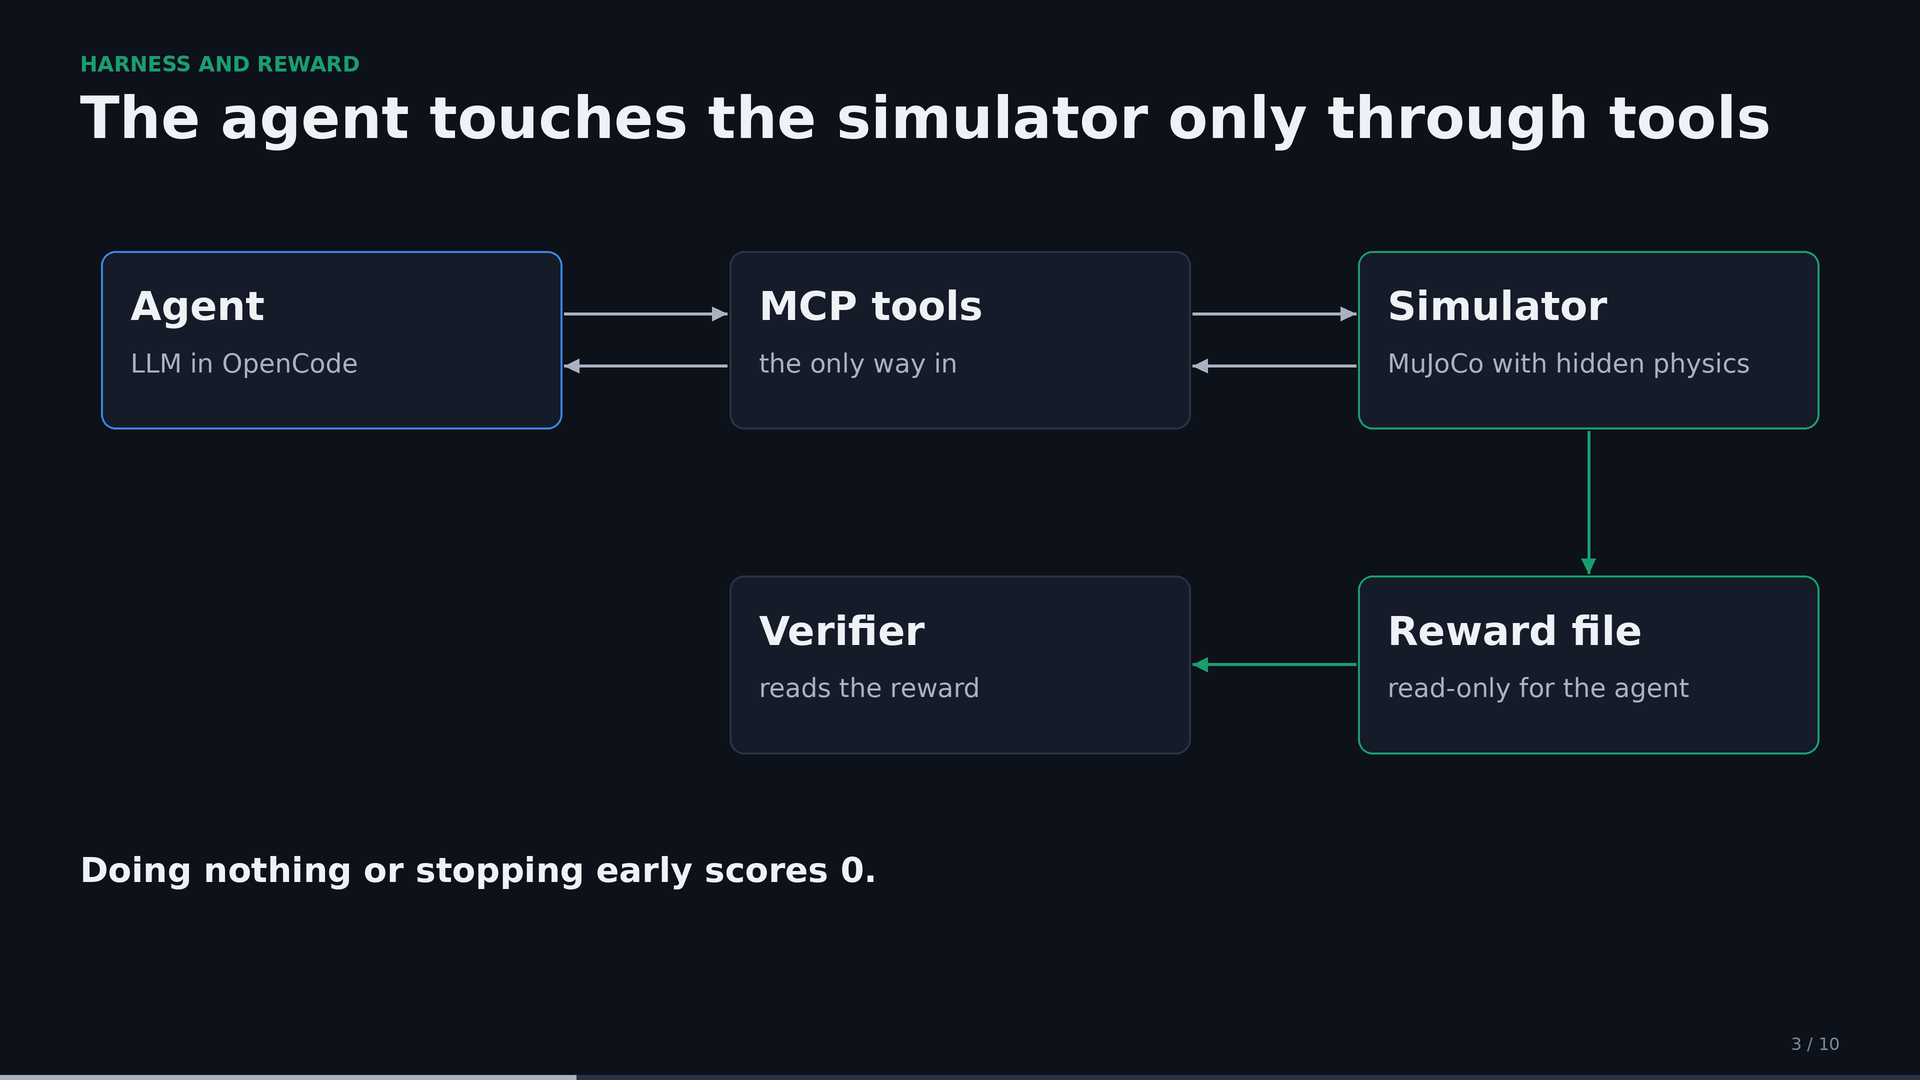 HARNESS AND REWARD
The agent touches the simulator only through tools
Agent
LLM in OpenCode
MCP tools
the only way in
Simulator
MuJoCo with hidden physics
Verifier
reads the reward
Reward file
read-only for the agent
Doing nothing or stopping early scores 0.
3 / 10